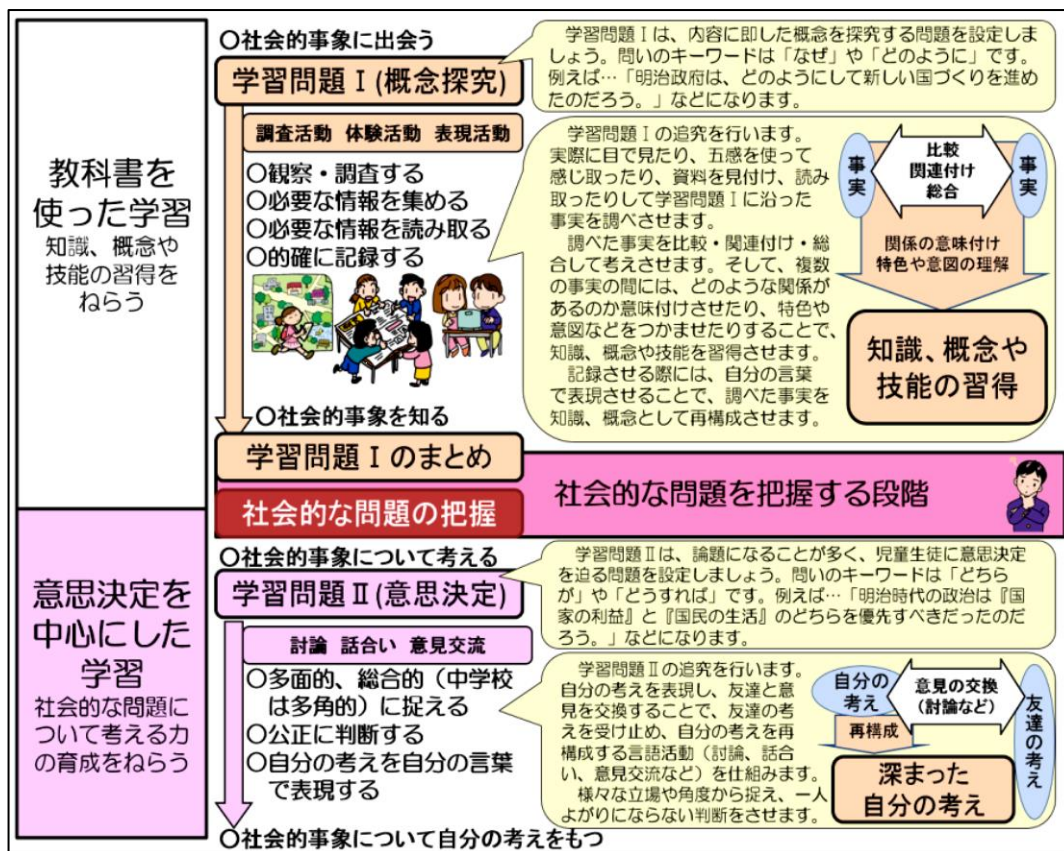 教科書を
使った学習
知識、概念や
技能の習得を
ねらう
〇社会的事象に出会う
学習問題Ⅰ(概念探究)
学習問題Ⅰは、内容に即した概念を探究する問題を設定しま
しょう。問いのキーワードは「なぜ」や「どのように」です。
例えば…「明治政府は、どのようにして新しい国づくりを進め
たのだろう。」などになります。
調査活動 体験活動 表現活動
〇観察・調査する
〇必要な情報を集める
〇必要な情報を読み取る
〇的確に記録する
学習問題Ⅰの追究を行います。
実際に目で見たり、五感を使って
感じ取ったり、資料を見付け、読み
取ったりして学習問題Ⅰに沿った
事実を調べさせます。
調べた事実を比較・関連付け・総
合して考えさせます。そして、複数
の事実の間には、どのような関係が
あるのか意味付けさせたり、特色や
意図などをつかませたりすることで、
知識、概念や技能を習得させます。
記録させる際には、自分の言葉
で表現させることで、調べた事実を
知識、概念として再構成させます。
事実
比較
関連付け
総合
事実
関係の意味付け
特色や意図の理解
知識、概念や
技能の習得
〇社会的事象を知る
学習問題Ⅰのまとめ
社会的な問題の把握
社会的な問題を把握する段階
意思決定を
中心にした
学習
社会的な問題に
ついて考える力
の育成をねらう
〇社会的事象について考える
学習問題Ⅱ(意思決定)
学習問題Ⅱは、論題になることが多く、児童生徒に意思決定
を迫る問題を設定しましょう。問いのキーワードは「どちら
が」や「どうすれば」です。例えば…「明治時代の政治は『国
家の利益』と『国民の生活』のどちらを優先すべきだったのだ
ろう。」などになります。
討論 話合い 意見交流
〇多面的、総合的（中学校
は多角的）に捉える
〇公正に判断する
〇自分の考えを自分の言葉
で表現する
学習問題Ⅱの追究を行います。
自分の考えを表現し、友達と意
見を交換することで、友達の考
えを受け止め、自分の考えを再
構成する言語活動（討論、話合
い、意見交流など）を仕組みます。
様々な立場や角度から捉え、一人
よがりにならない判断をさせます。
自分の
考え
意見の交換
（討論など）
友達の考え
再構成
深まった
自分の考え
〇社会的事象について自分の考えをもつ